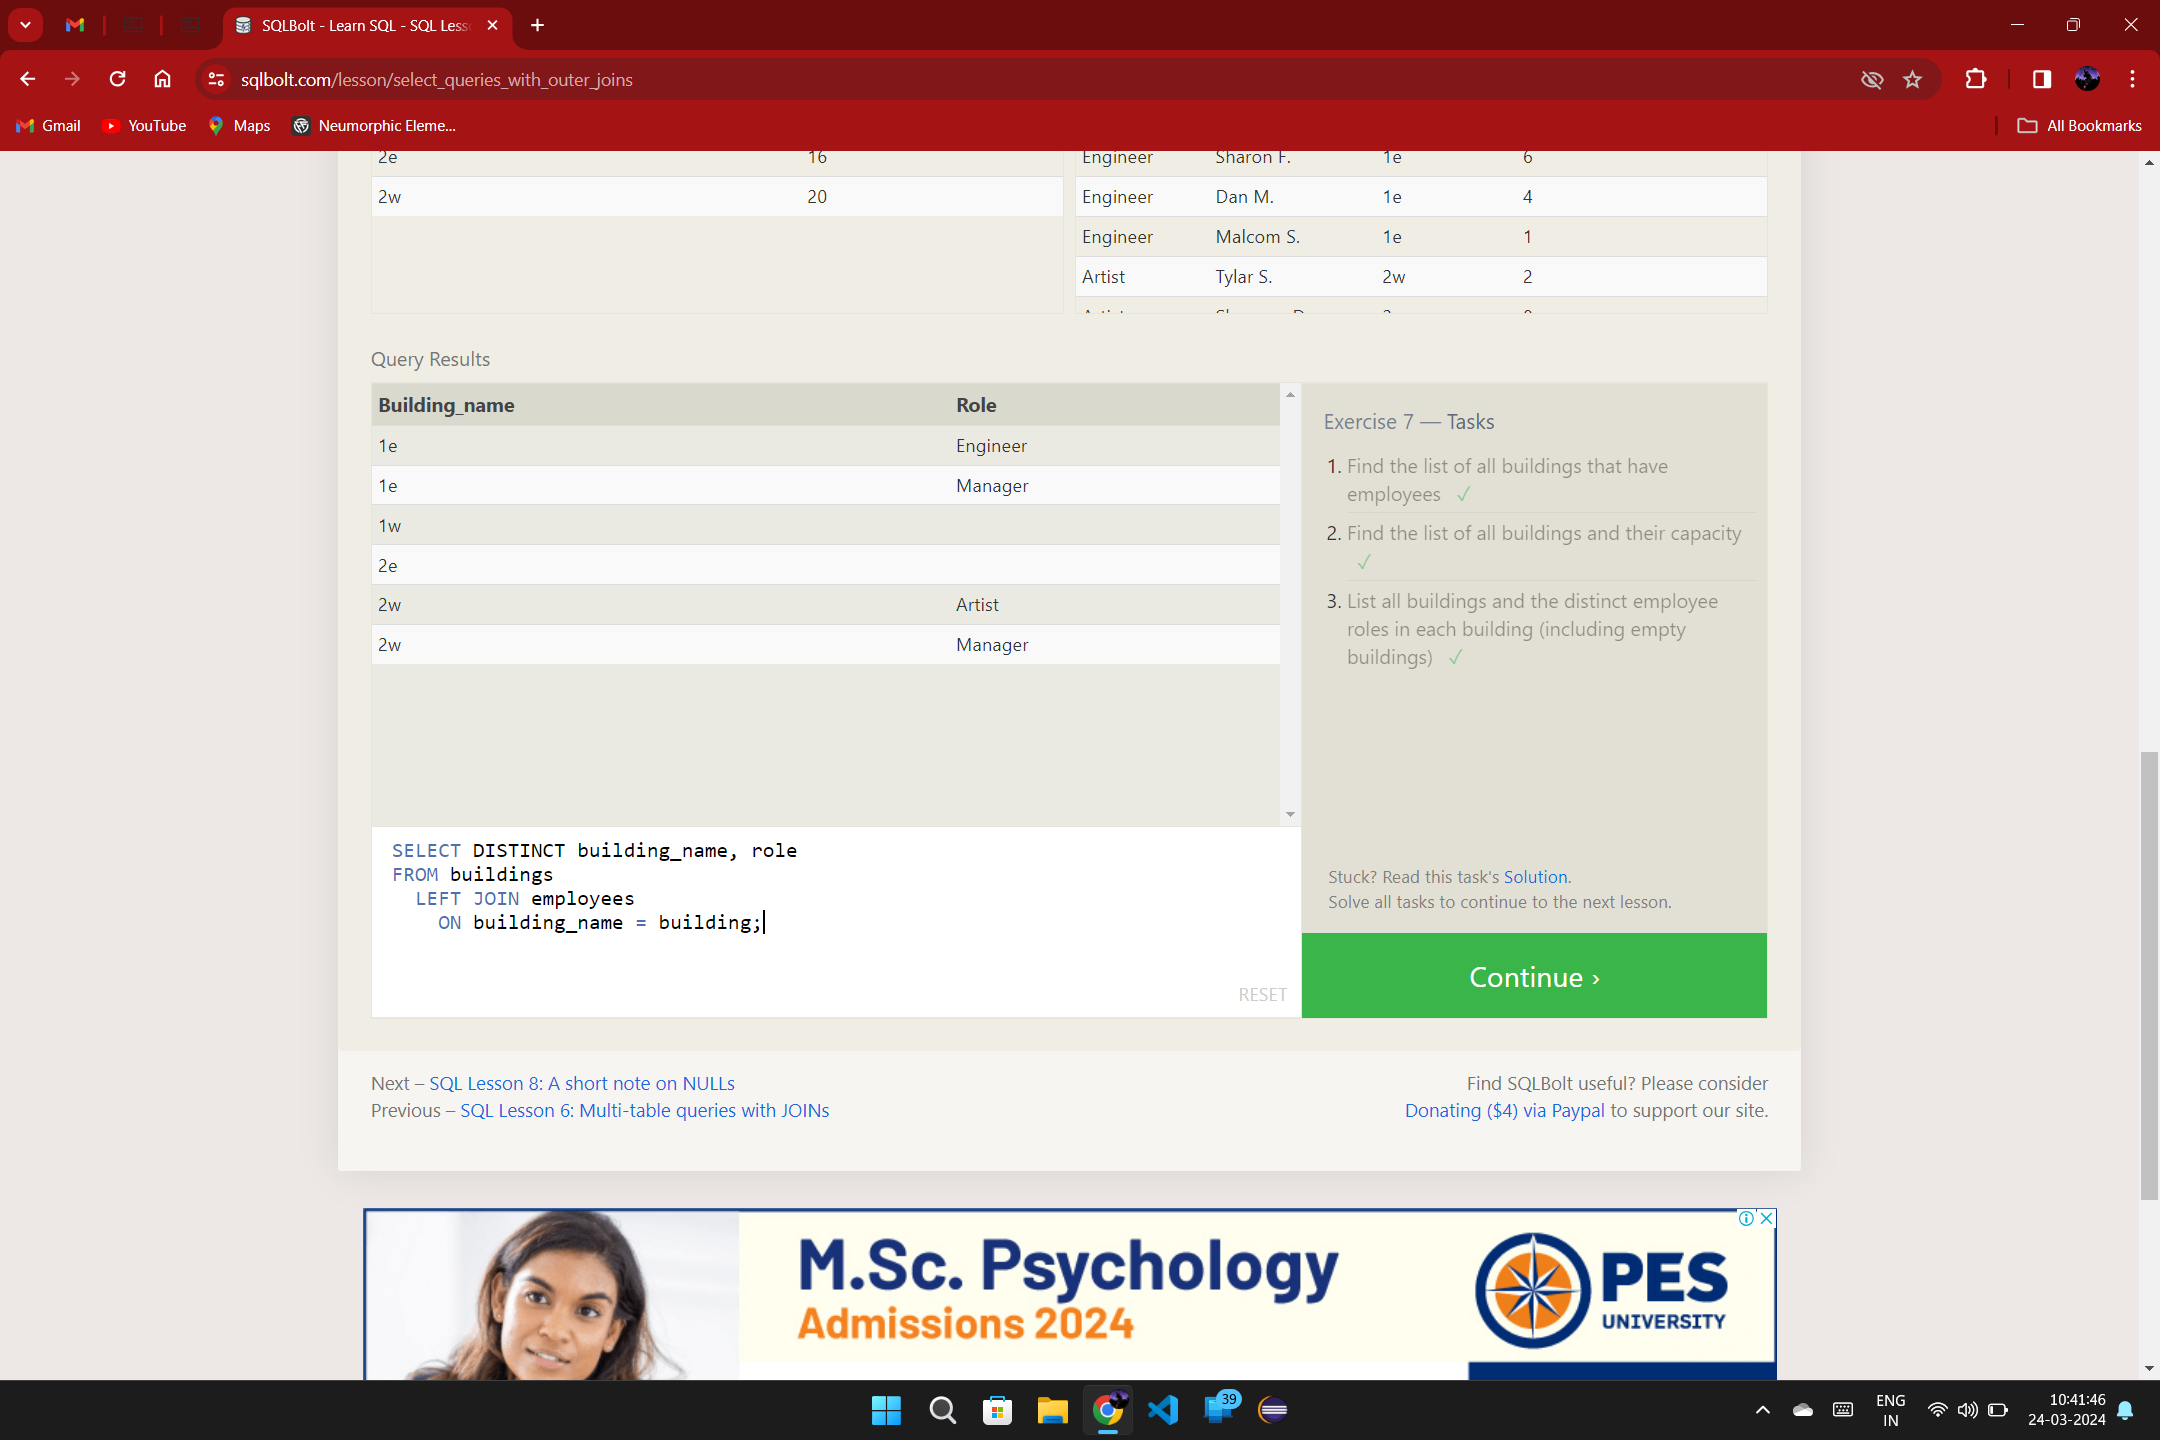 SQLBolt - Learn SQL - SQL Less
sqlbolt.com/lesson/select_queries_with_outer_joins
Gmail YouTube Maps Neumorphic Eleme... All Bookmarks
2e 16
2w 20
Engineer Sharon F. 1e 6
Engineer Dan M. 1e 4
Engineer Malcom S. 1e 1
Artist Tylar S. 2w 2
Query Results
Building_name Role
1e Engineer
1e Manager
1w
2e
2w Artist
2w Manager
SELECT DISTINCT building_name, role
FROM buildings
LEFT JOIN employees
ON building_name = building;
RESET
Exercise 7 — Tasks
1. Find the list of all buildings that have
employees ✓
2. Find the list of all buildings and their capacity
✓
3. List all buildings and the distinct employee
roles in each building (including empty
buildings) ✓
Stuck? Read this task's Solution.
Solve all tasks to continue to the next lesson.
Continue ›
Next – SQL Lesson 8: A short note on NULLs
Previous – SQL Lesson 6: Multi-table queries with JOINs
Find SQLBolt useful? Please consider
Donating ($4) via Paypal to support our site.
M.Sc. Psychology
Admissions 2024
PES
UNIVERSITY
39
ENG
IN
10:41:46
24-03-2024